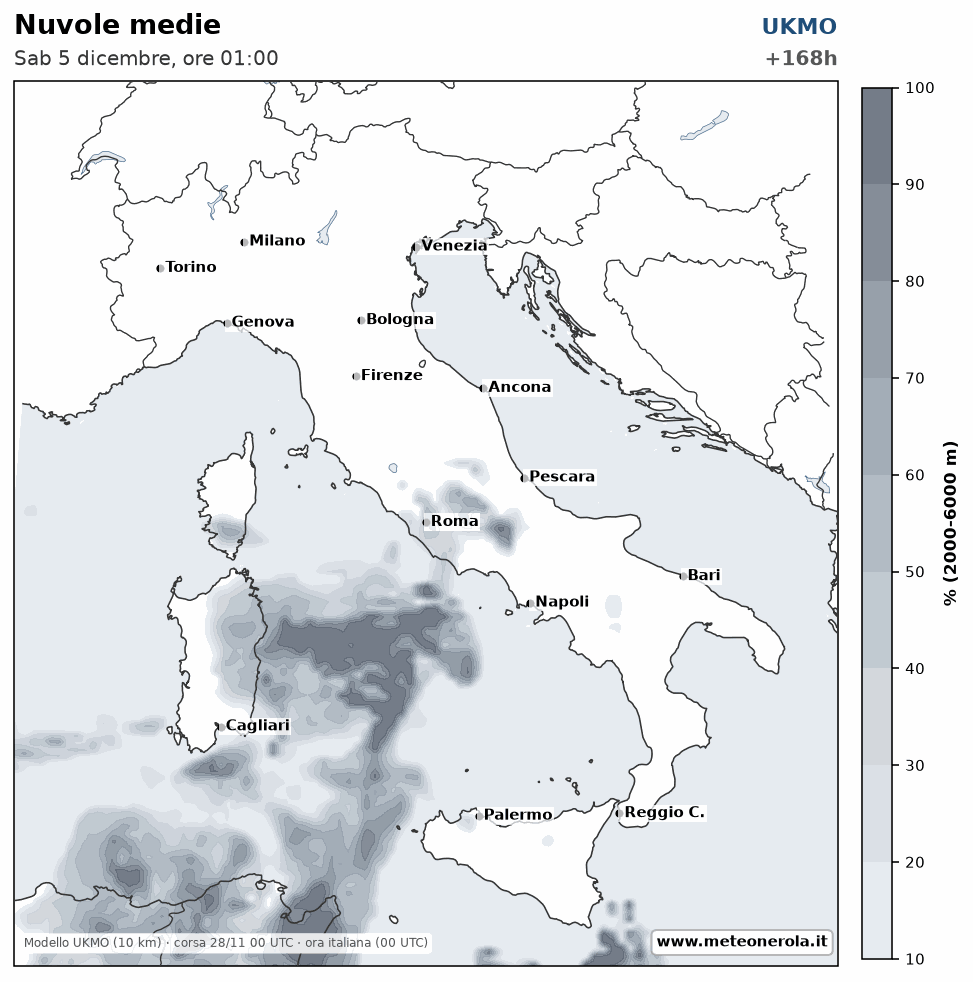 Nuvole medie
UKMO
Sab 5 dicembre, ore 01:00
+168h
100
90
80
70
60
50
40
30
20
10
% (2000-6000 m)
Milano
Venezia
Torino
Genova
Bologna
Firenze
Ancona
Pescara
Roma
Bari
Napoli
Cagliari
Palermo
Reggio C.
Modello UKMO (10 km) · corsa 28/11 00 UTC · ora italiana (00 UTC)
www.meteonerola.it